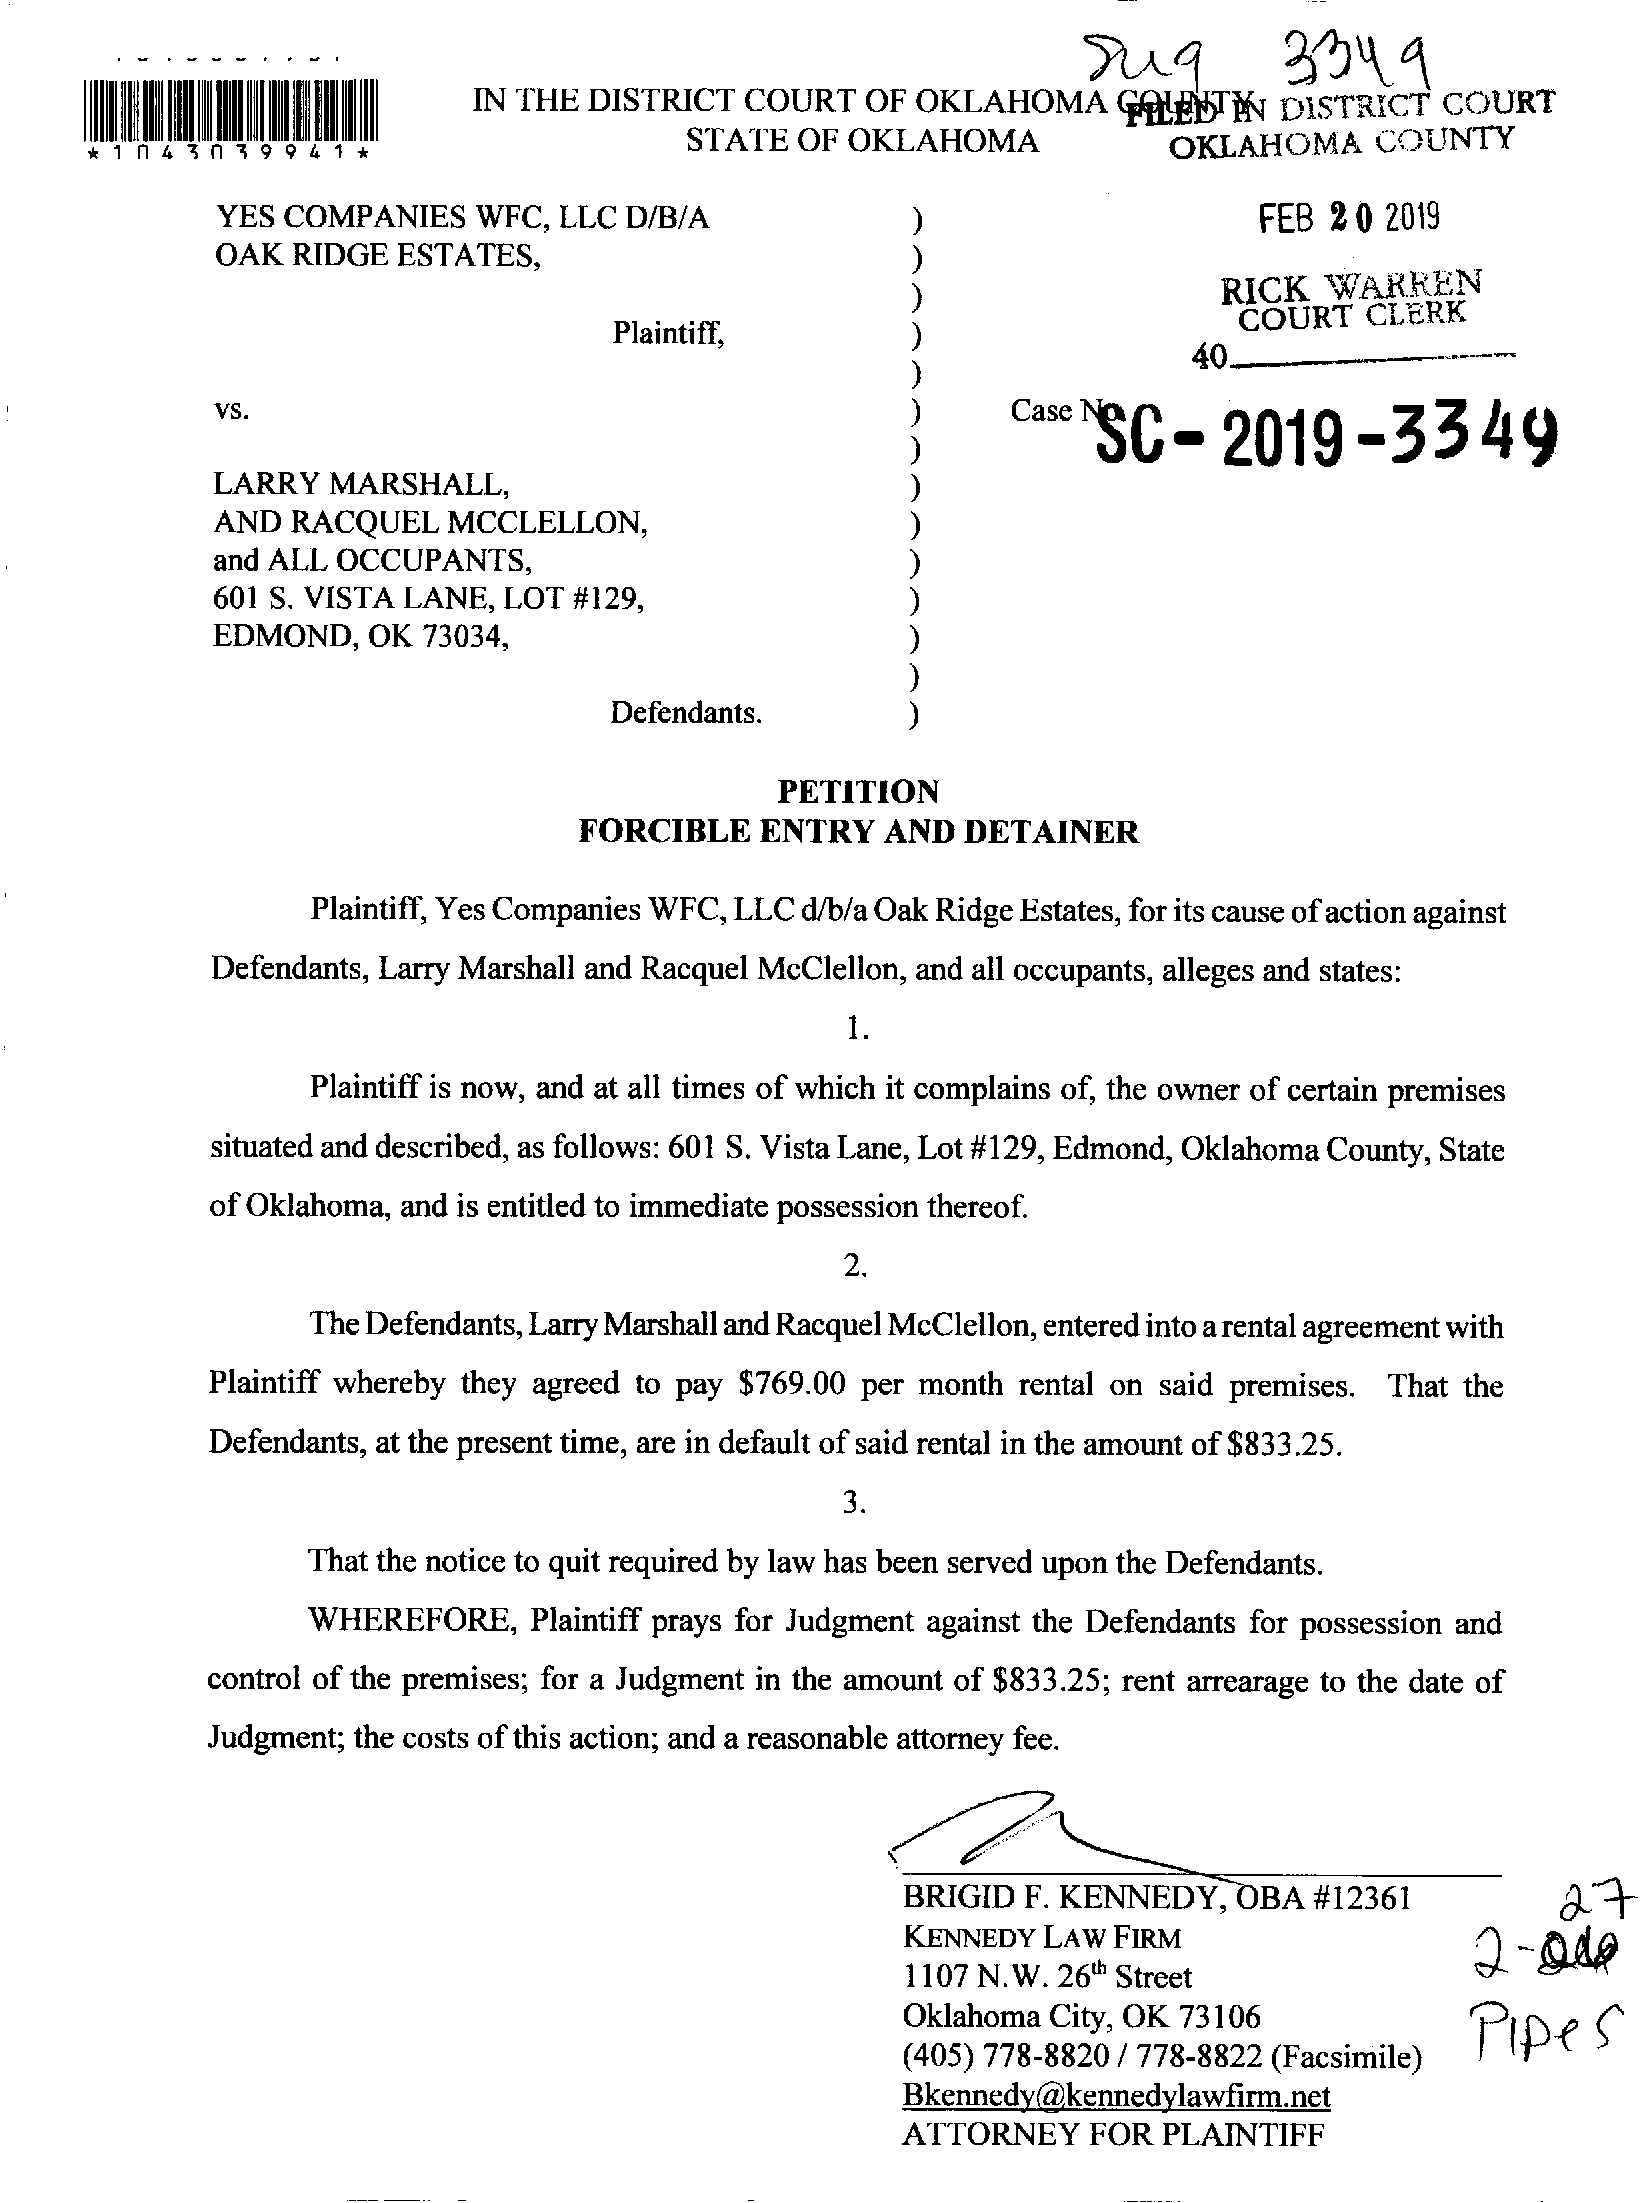 3349
IN THE DISTRICT COURT OF OKLAHOMA COUNTY
STATE OF OKLAHOMA
FILED IN DISTRICT COURT
OKLAHOMA COUNTY
*1043039941*
FEB 20 2019
RICK WARREN
COURT CLERK
40
YES COMPANIES WFC, LLC D/B/A )
OAK RIDGE ESTATES, )
)
Plaintiff, )
)
vs. ) Case No. SC-2019-3349
)
LARRY MARSHALL, )
AND RACQUEL MCCLELLON, )
and ALL OCCUPANTS, )
601 S. VISTA LANE, LOT #129, )
EDMOND, OK 73034, )
)
Defendants. )
PETITION
FORCIBLE ENTRY AND DETAINER
Plaintiff, Yes Companies WFC, LLC d/b/a Oak Ridge Estates, for its cause of action against
Defendants, Larry Marshall and Racquel McClellon, and all occupants, alleges and states:
1.
Plaintiff is now, and at all times of which it complains of, the owner of certain premises
situated and described, as follows: 601 S. Vista Lane, Lot #129, Edmond, Oklahoma County, State
of Oklahoma, and is entitled to immediate possession thereof.
2.
The Defendants, Larry Marshall and Racquel McClellon, entered into a rental agreement with
Plaintiff whereby they agreed to pay $769.00 per month rental on said premises. That the
Defendants, at the present time, are in default of said rental in the amount of $833.25.
3.
That the notice to quit required by law has been served upon the Defendants.
WHEREFORE, Plaintiff prays for Judgment against the Defendants for possession and
control of the premises; for a Judgment in the amount of $833.25; rent arrearage to the date of
Judgment; the costs of this action; and a reasonable attorney fee.
BRIGID F. KENNEDY, OBA #12361
KENNEDY LAW FIRM
1107 N.W. 26th Street
Oklahoma City, OK 73106
(405) 778-8820 / 778-8822 (Facsimile)
Bkennedy@kennedylawfirm.net
ATTORNEY FOR PLAINTIFF
27
2-
Pipes